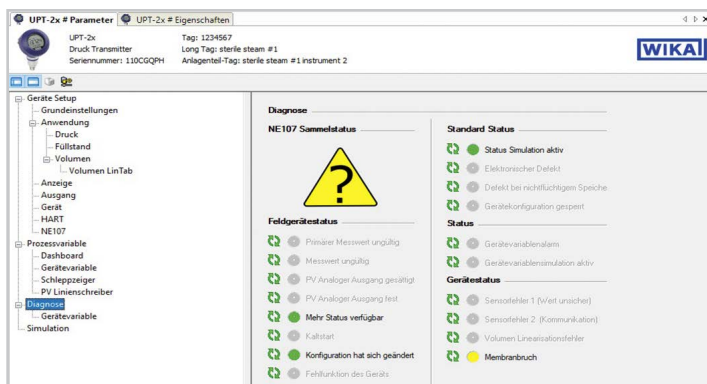 UPT-2x # Parameter
UPT-2x # Eigenschaften
UPT-2x
Druck Transmitter
Seriennummer: 110CGQPH
Tag: 1234567
Long Tag: sterile steam #1
Anlagenteil-Tag: sterile steam #1 instrument 2
WIKAI
Geräte Setup
Grundeinstellungen
Anwendung
Druck
Füllstand
Volumen
Volumen LinTab
Anzeige
Ausgang
Gerät
HART
NE107
Prozessvariable
Dashboard
Gerätevariable
Schleppzeiger
PV Linienschreiber
Diagnose
Gerätevariable
Simulation
Diagnose
NE107 Sammelstatus
?
Feldgerätestatus
Primärer Messwert ungültig
Messwert ungültig
PV Analoger Ausgang gesättigt
PV Analoger Ausgang fest
Mehr Status verfügbar
Kaltstart
Konfiguration hat sich geändert
Fehlfunktion des Geräts
Standard Status
Status Simulation aktiv
Elektronischer Defekt
Defekt bei nichtflüchtigem Speiche
Gerätekonfiguration gesperrt
Status
Gerätevariablenalarm
Gerätevariablensimulation aktiv
Gerätestatus
Sensorfehler 1 (Wert unsicher)
Sensorfehler 2 (Kommunikation)
Volumen Linearisationsfehler
Membranbruch